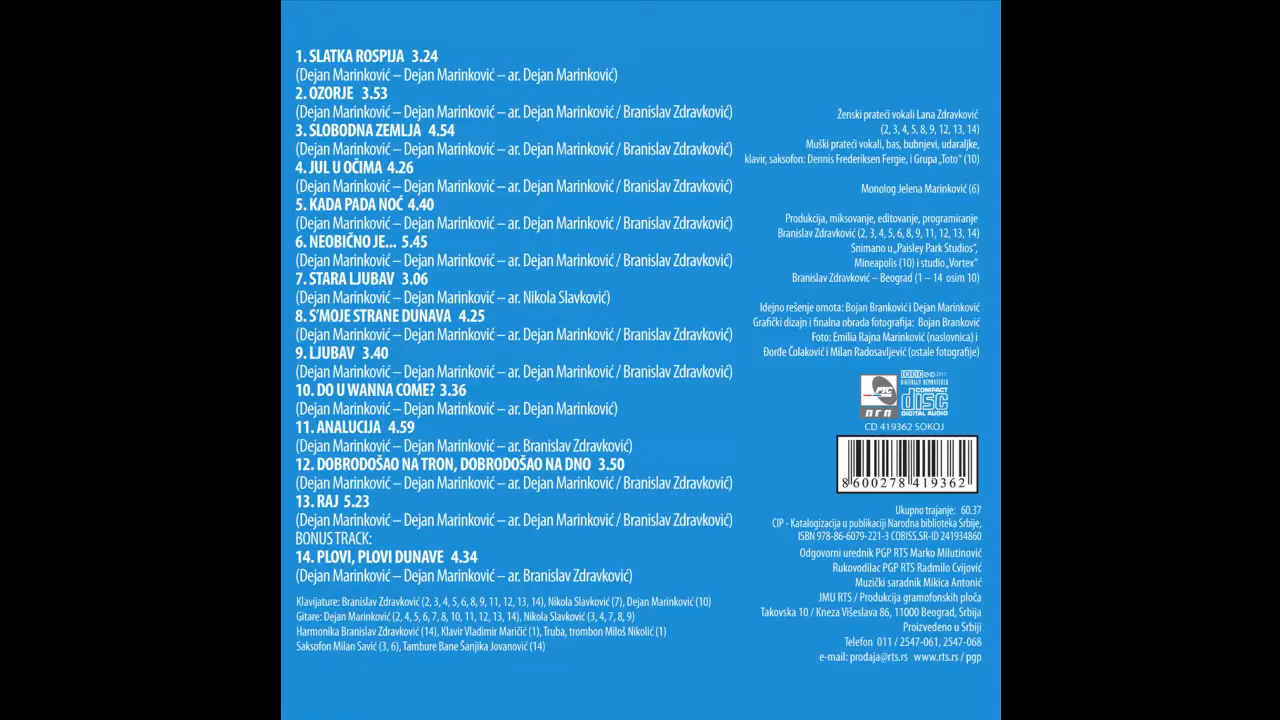 1. SLATKA ROSPIJA 3.24
(Dejan Marinković – Dejan Marinković – ar. Dejan Marinković)
2. OZORJE 3.53
(Dejan Marinković – Dejan Marinković – ar. Dejan Marinković / Branislav Zdravković)
3. SLOBODNA ZEMLJA 4.54
(Dejan Marinković – Dejan Marinković – ar. Dejan Marinković / Branislav Zdravković)
4. JUL U OČIMA 4.26
(Dejan Marinković – Dejan Marinković – ar. Dejan Marinković / Branislav Zdravković)
5. KADA PADA NOĆ 4.40
(Dejan Marinković – Dejan Marinković – ar. Dejan Marinković / Branislav Zdravković)
6. NEOBIČNO JE... 5.45
(Dejan Marinković – Dejan Marinković – ar. Dejan Marinković / Branislav Zdravković)
7. STARA LJUBAV 3.06
(Dejan Marinković – Dejan Marinković – ar. Nikola Slavković)
8. S'MOJE STRANE DUNAVA 4.25
(Dejan Marinković – Dejan Marinković – ar. Dejan Marinković / Branislav Zdravković)
9. LJUBAV 3.40
(Dejan Marinković – Dejan Marinković – ar. Dejan Marinković / Branislav Zdravković)
10. DO U WANNA COME? 3.36
(Dejan Marinković – Dejan Marinković – ar. Dejan Marinković)
11. ANALUCIJA 4.59
(Dejan Marinković – Dejan Marinković – ar. Branislav Zdravković)
12. DOBRODOŠAO NA TRON, DOBRODOŠAO NA DNO 3.50
(Dejan Marinković – Dejan Marinković – ar. Dejan Marinković / Branislav Zdravković)
13. RAJ 5.23
(Dejan Marinković – Dejan Marinković – ar. Dejan Marinković / Branislav Zdravković)
BONUS TRACK:
14. PLOVI, PLOVI DUNAVE 4.34
(Dejan Marinković – Dejan Marinković – ar. Branislav Zdravković)
Klavijature: Branislav Zdravković (2, 3, 4, 5, 6, 8, 9, 11, 12, 13, 14), Nikola Slavković (7), Dejan Marinković (10)
Gitare: Dejan Marinković (2, 4, 5, 6, 7, 8, 10, 11, 12, 13, 14), Nikola Slavković (3, 4, 7, 8, 9)
Harmonika Branislav Zdravković (14), Klavir Vladimir Maričić (1), Truba, trombon Miloš Nikolić (1)
Saksofon Milan Savić (3, 6), Tambure Bane Šanjika Jovanović (14)
Ženski prateći vokali Lana Zdravković
(2, 3, 4, 5, 8, 9, 12, 13, 14)
Muški prateći vokali, bas, bubnjevi, udaraljke,
klavir, saksofon: Dennis Frederiksen Fergie, i Grupa „Toto“ (10)
Monolog Jelena Marinković (6)
Produkcija, miksovanje, editovanje, programiranje
Branislav Zdravković (2, 3, 4, 5, 6, 8, 9, 11, 12, 13, 14)
Snimano u „Paisley Park Studios“,
Mineapolis (10) i studio „Vortex“
Branislav Zdravković – Beograd (1 – 14 osim 10)
Idejno rešenje omota: Bojan Branković i Dejan Marinković
Grafički dizajn i finalna obrada fotografija: Bojan Branković
Foto: Emilia Rajna Marinković (naslovnica) i
Đorđe Čolaković i Milan Radosavljević (ostale fotografije)
DDD ℗ © 2017
DIGITALLY REMASTERED
РТС
пгп
COMPACT
disc
DIGITAL AUDIO
CD 419362 SOKOJ
8600278419362
Ukupno trajanje: 60.37
CIP - Katalogizacija u publikaciji Narodna biblioteka Srbije,
ISBN 978-86-6079-221-3 COBISS.SR-ID 241934860
Odgovorni urednik PGP RTS Marko Milutinović
Rukovodilac PGP RTS Radmilo Cvijović
Muzički saradnik Mikica Antonić
JMU RTS / Produkcija gramofonskih ploča
Takovska 10 / Kneza Višeslava 86, 11000 Beograd, Srbija
Proizvedeno u Srbiji
Telefon 011 / 2547-061, 2547-068
e-mail: prodaja@rts.rs www.rts.rs / pgp